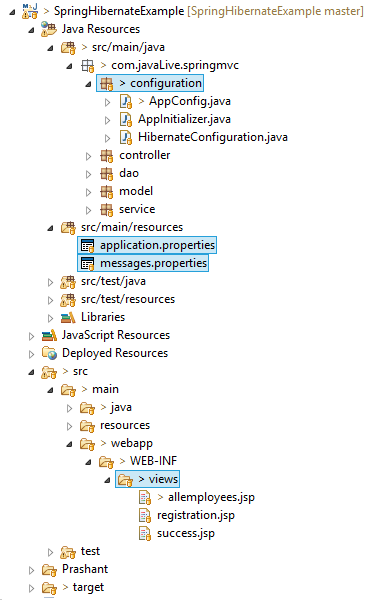 > SpringHibernateExample [SpringHibernateExample master]
Java Resources
> src/main/java
> com.javaLive.springmvc
> configuration
> AppConfig.java
AppInitializer.java
HibernateConfiguration.java
controller
dao
model
service
src/main/resources
application.properties
messages.properties
src/test/java
src/test/resources
Libraries
JavaScript Resources
Deployed Resources
> src
> main
> java
resources
> webapp
> WEB-INF
> views
> allemployees.jsp
registration.jsp
success.jsp
test
Prashant
> target